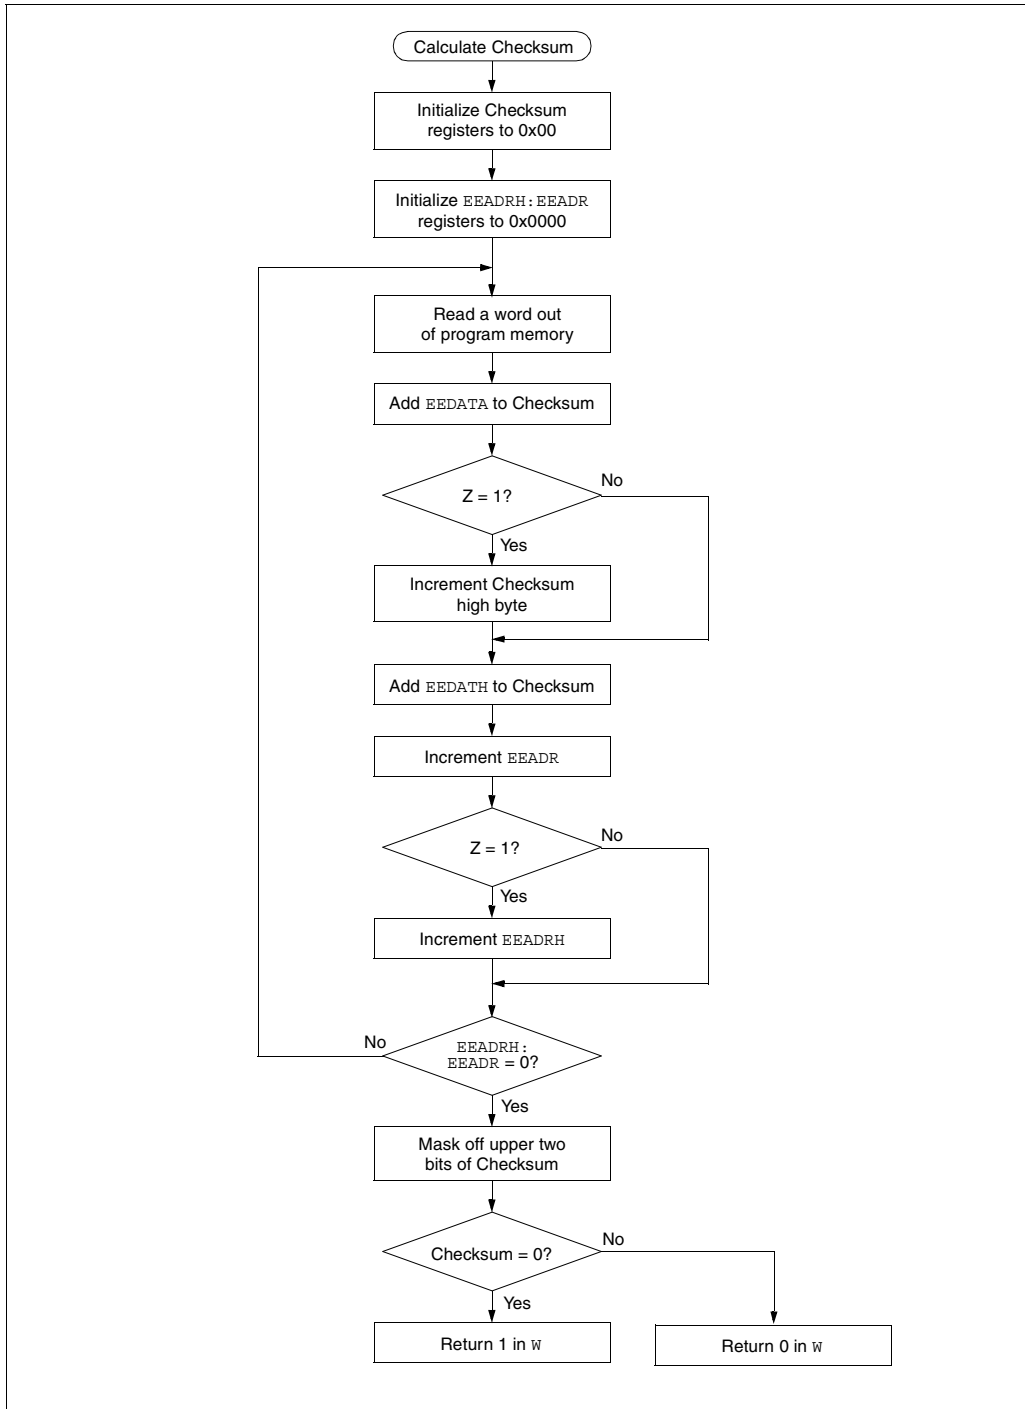 Calculate Checksum
Initialize Checksum
registers to 0x00
Initialize EEADRH:EEADR
registers to 0x0000
Read a word out
of program memory
Add EEDATA to Checksum
Z = 1?
No
Yes
Increment Checksum
high byte
Add EEDATH to Checksum
Increment EEADR
Z = 1?
No
Yes
Increment EEADRH
EEADRH:
EEADR = 0?
No
Yes
Mask off upper two
bits of Checksum
Checksum = 0?
No
Yes
Return 1 in W
Return 0 in W